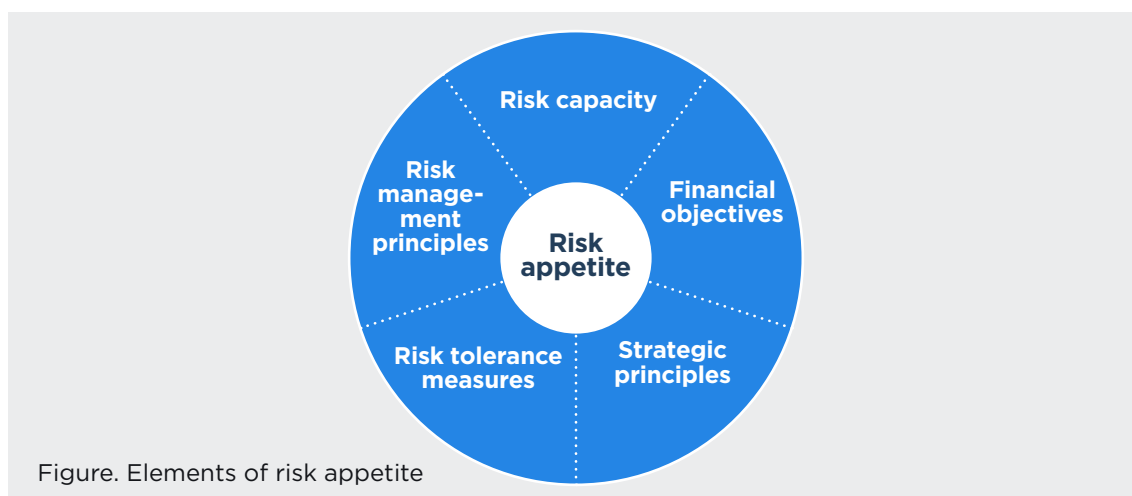 Risk capacity
Financial
objectives
Strategic
principles
Risk tolerance
measures
Risk
manage-
ment
principles
Risk
appetite
Figure. Elements of risk appetite